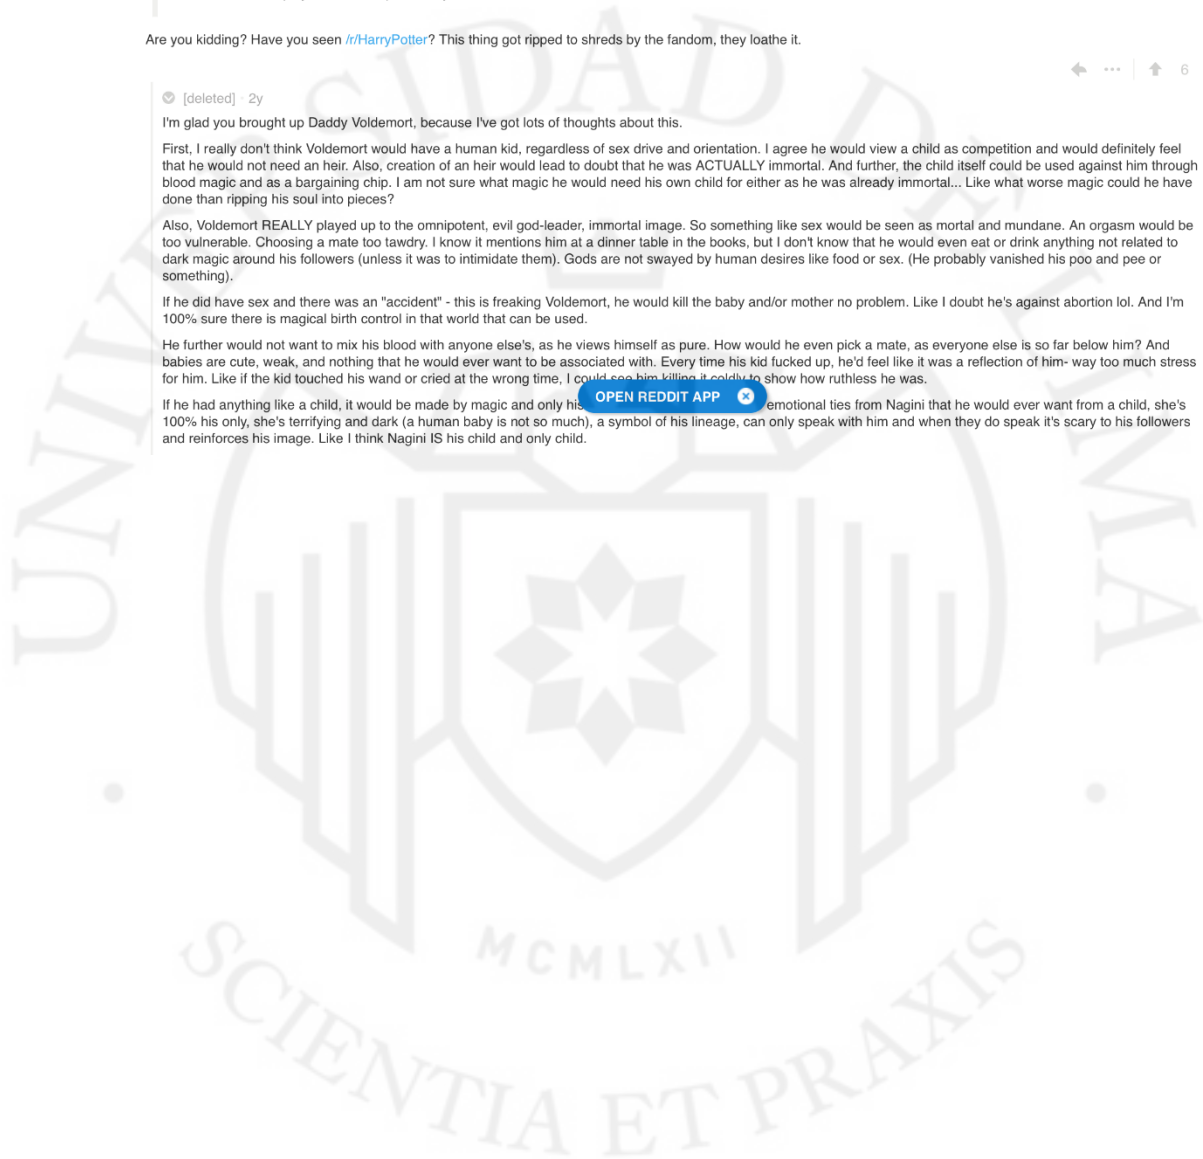 Are you kidding? Have you seen /r/HarryPotter? This thing got ripped to shreds by the fandom, they loathe it.
6
[deleted] · 2y
I'm glad you brought up Daddy Voldemort, because I've got lots of thoughts about this.
First, I really don't think Voldemort would have a human kid, regardless of sex drive and orientation. I agree he would view a child as competition and would definitely feel
that he would not need an heir. Also, creation of an heir would lead to doubt that he was ACTUALLY immortal. And further, the child itself could be used against him through
blood magic and as a bargaining chip. I am not sure what magic he would need his own child for either as he was already immortal... Like what worse magic could he have
done than ripping his soul into pieces?
Also, Voldemort REALLY played up to the omnipotent, evil god-leader, immortal image. So something like sex would be seen as mortal and mundane. An orgasm would be
too vulnerable. Choosing a mate too tawdry. I know it mentions him at a dinner table in the books, but I don't know that he would even eat or drink anything not related to
dark magic around his followers (unless it was to intimidate them). Gods are not swayed by human desires like food or sex. (He probably vanished his poo and pee or
something).
If he did have sex and there was an "accident" - this is freaking Voldemort, he would kill the baby and/or mother no problem. Like I doubt he's against abortion lol. And I'm
100% sure there is magical birth control in that world that can be used.
He further would not want to mix his blood with anyone else's, as he views himself as pure. How would he even pick a mate, as everyone else is so far below him? And
babies are cute, weak, and nothing that he would ever want to be associated with. Every time his kid fucked up, he'd feel like it was a reflection of him- way too much stress
for him. Like if the kid touched his wand or cried at the wrong time, I could see him killing it coldly to show how ruthless he was.
OPEN REDDIT APP
If he had anything like a child, it would be made by magic and only his emotional ties from Nagini that he would ever want from a child, she's
100% his only, she's terrifying and dark (a human baby is not so much), a symbol of his lineage, can only speak with him and when they do speak it's scary to his followers
and reinforces his image. Like I think Nagini IS his child and only child.
UNIVERSIDAD DE LIMA
MCMLXII
SCIENTIA ET PRAXIS